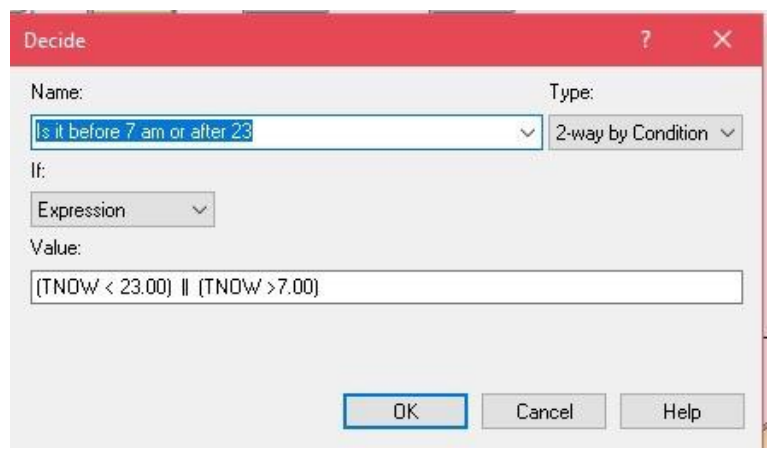 Decide ?
Name: Type:
Is it before 7 am or after 23 2-way by Condition
If:
Expression
Value:
(TNOW < 23.00) || (TNOW >7.00)
OK Cancel Help